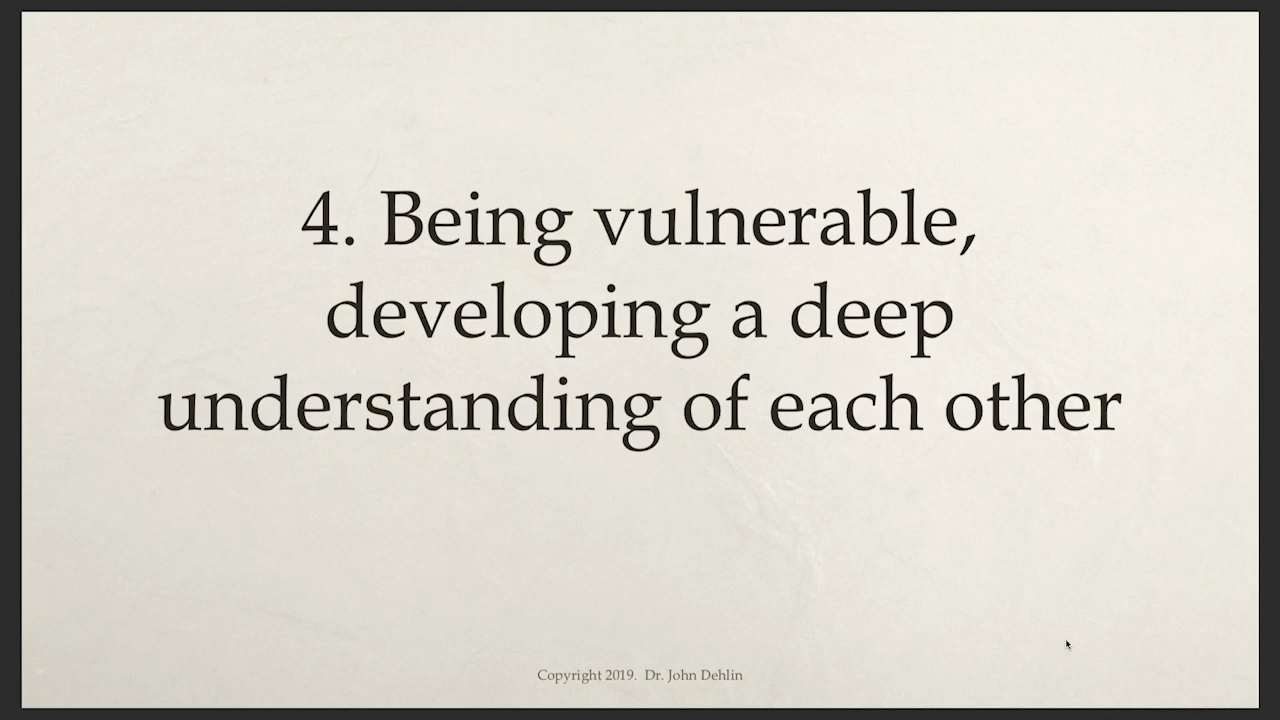 4. Being vulnerable,
developing a deep
understanding of each other
Copyright 2019.  Dr. John Dehlin